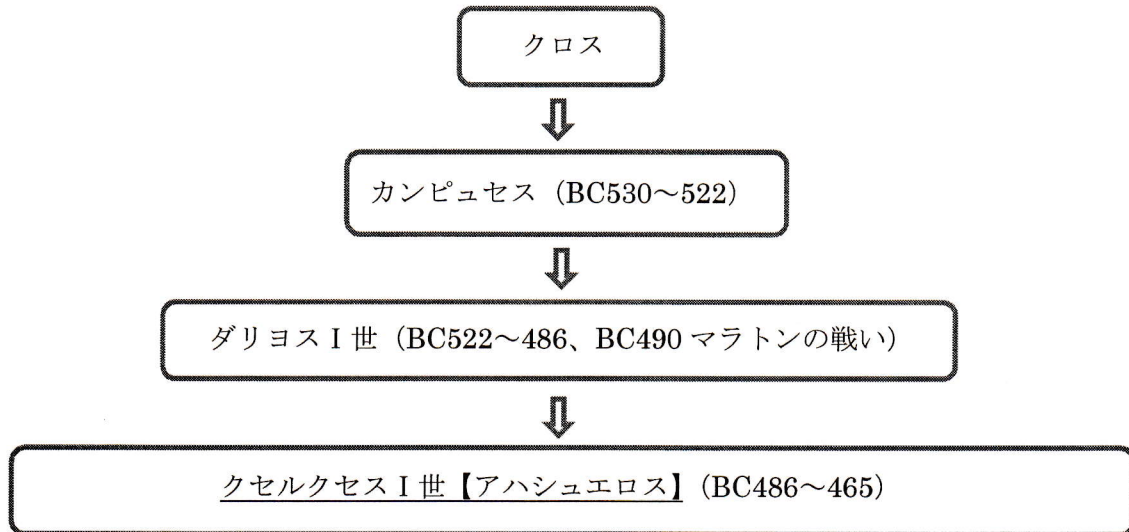 クロス
カンピュセス（BC530～522）
ダリヨスⅠ世（BC522～486、BC490 マラトンの戦い）
クセルクセスⅠ世【アハシュエロス】（BC486～465）